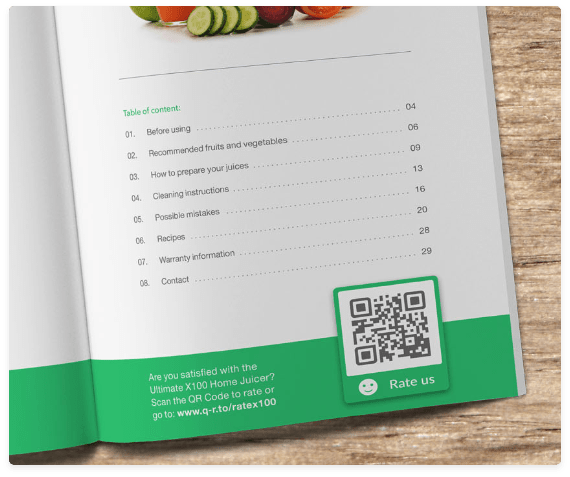 Table of content:
01. Before using 04
02. Recommended fruits and vegetables 06
03. How to prepare your juices 09
04. Cleaning instructions 13
05. Possible mistakes 16
06. Recipes 20
07. Warranty information 28
08. Contact 29
Are you satisfied with the
Ultimate X100 Home Juicer?
Scan the QR Code to rate or
go to: www.q-r.to/ratex100
Rate us